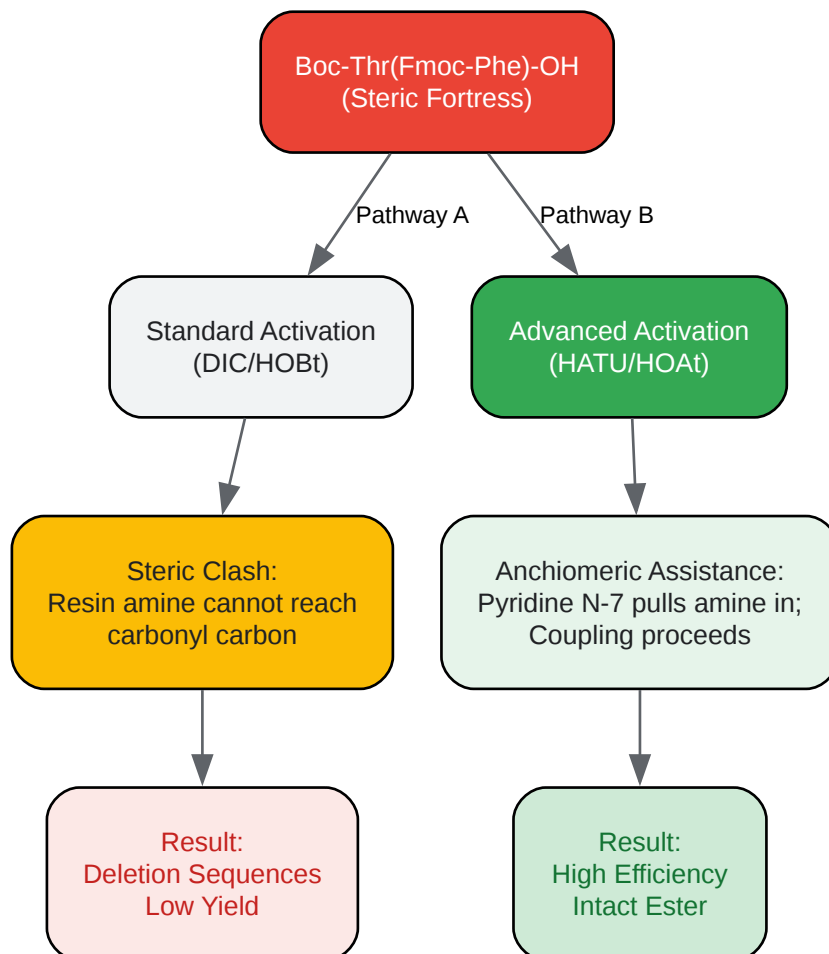 Boc-Thr(Fmoc-Phe)-OH
(Steric Fortress)
Pathway A
Pathway B
Standard Activation
(DIC/HOBt)
Advanced Activation
(HATU/HOAt)
Steric Clash:
Resin amine cannot reach
carbonyl carbon
Anchiomeric Assistance:
Pyridine N-7 pulls amine in;
Coupling proceeds
Result:
Deletion Sequences
Low Yield
Result:
High Efficiency
Intact Ester